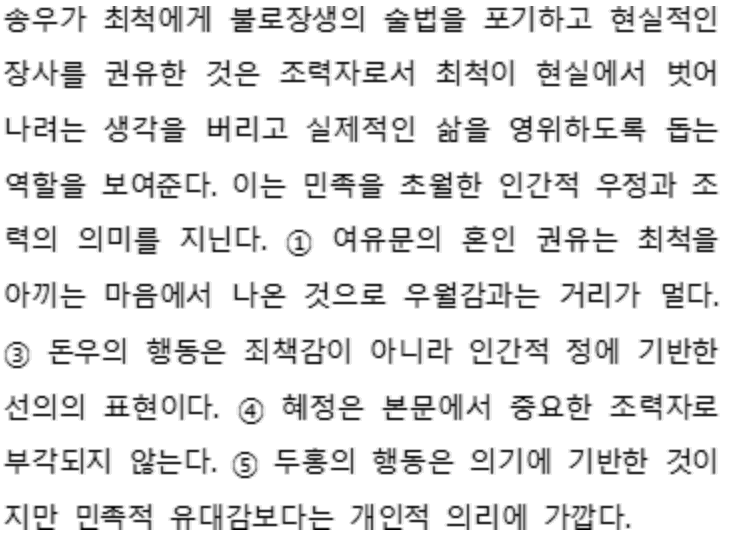 송우가 최척에게 불로장생의 술법을 포기하고 현실적인
장사를 권유한 것은 조력자로서 최척이 현실에서 벗어
나려는 생각을 버리고 실제적인 삶을 영위하도록 돕는
역할을 보여준다. 이는 민족을 초월한 인간적 우정과 조
력의 의미를 지닌다. ① 여유문의 혼인 권유는 최척을
아끼는 마음에서 나온 것으로 우월감과는 거리가 멀다.
③ 돈우의 행동은 죄책감이 아니라 인간적 정에 기반한
선의의 표현이다. ④ 혜정은 본문에서 중요한 조력자로
부각되지 않는다. ⑤ 두홍의 행동은 의기에 기반한 것이
지만 민족적 유대감보다는 개인적 의리에 가깝다.